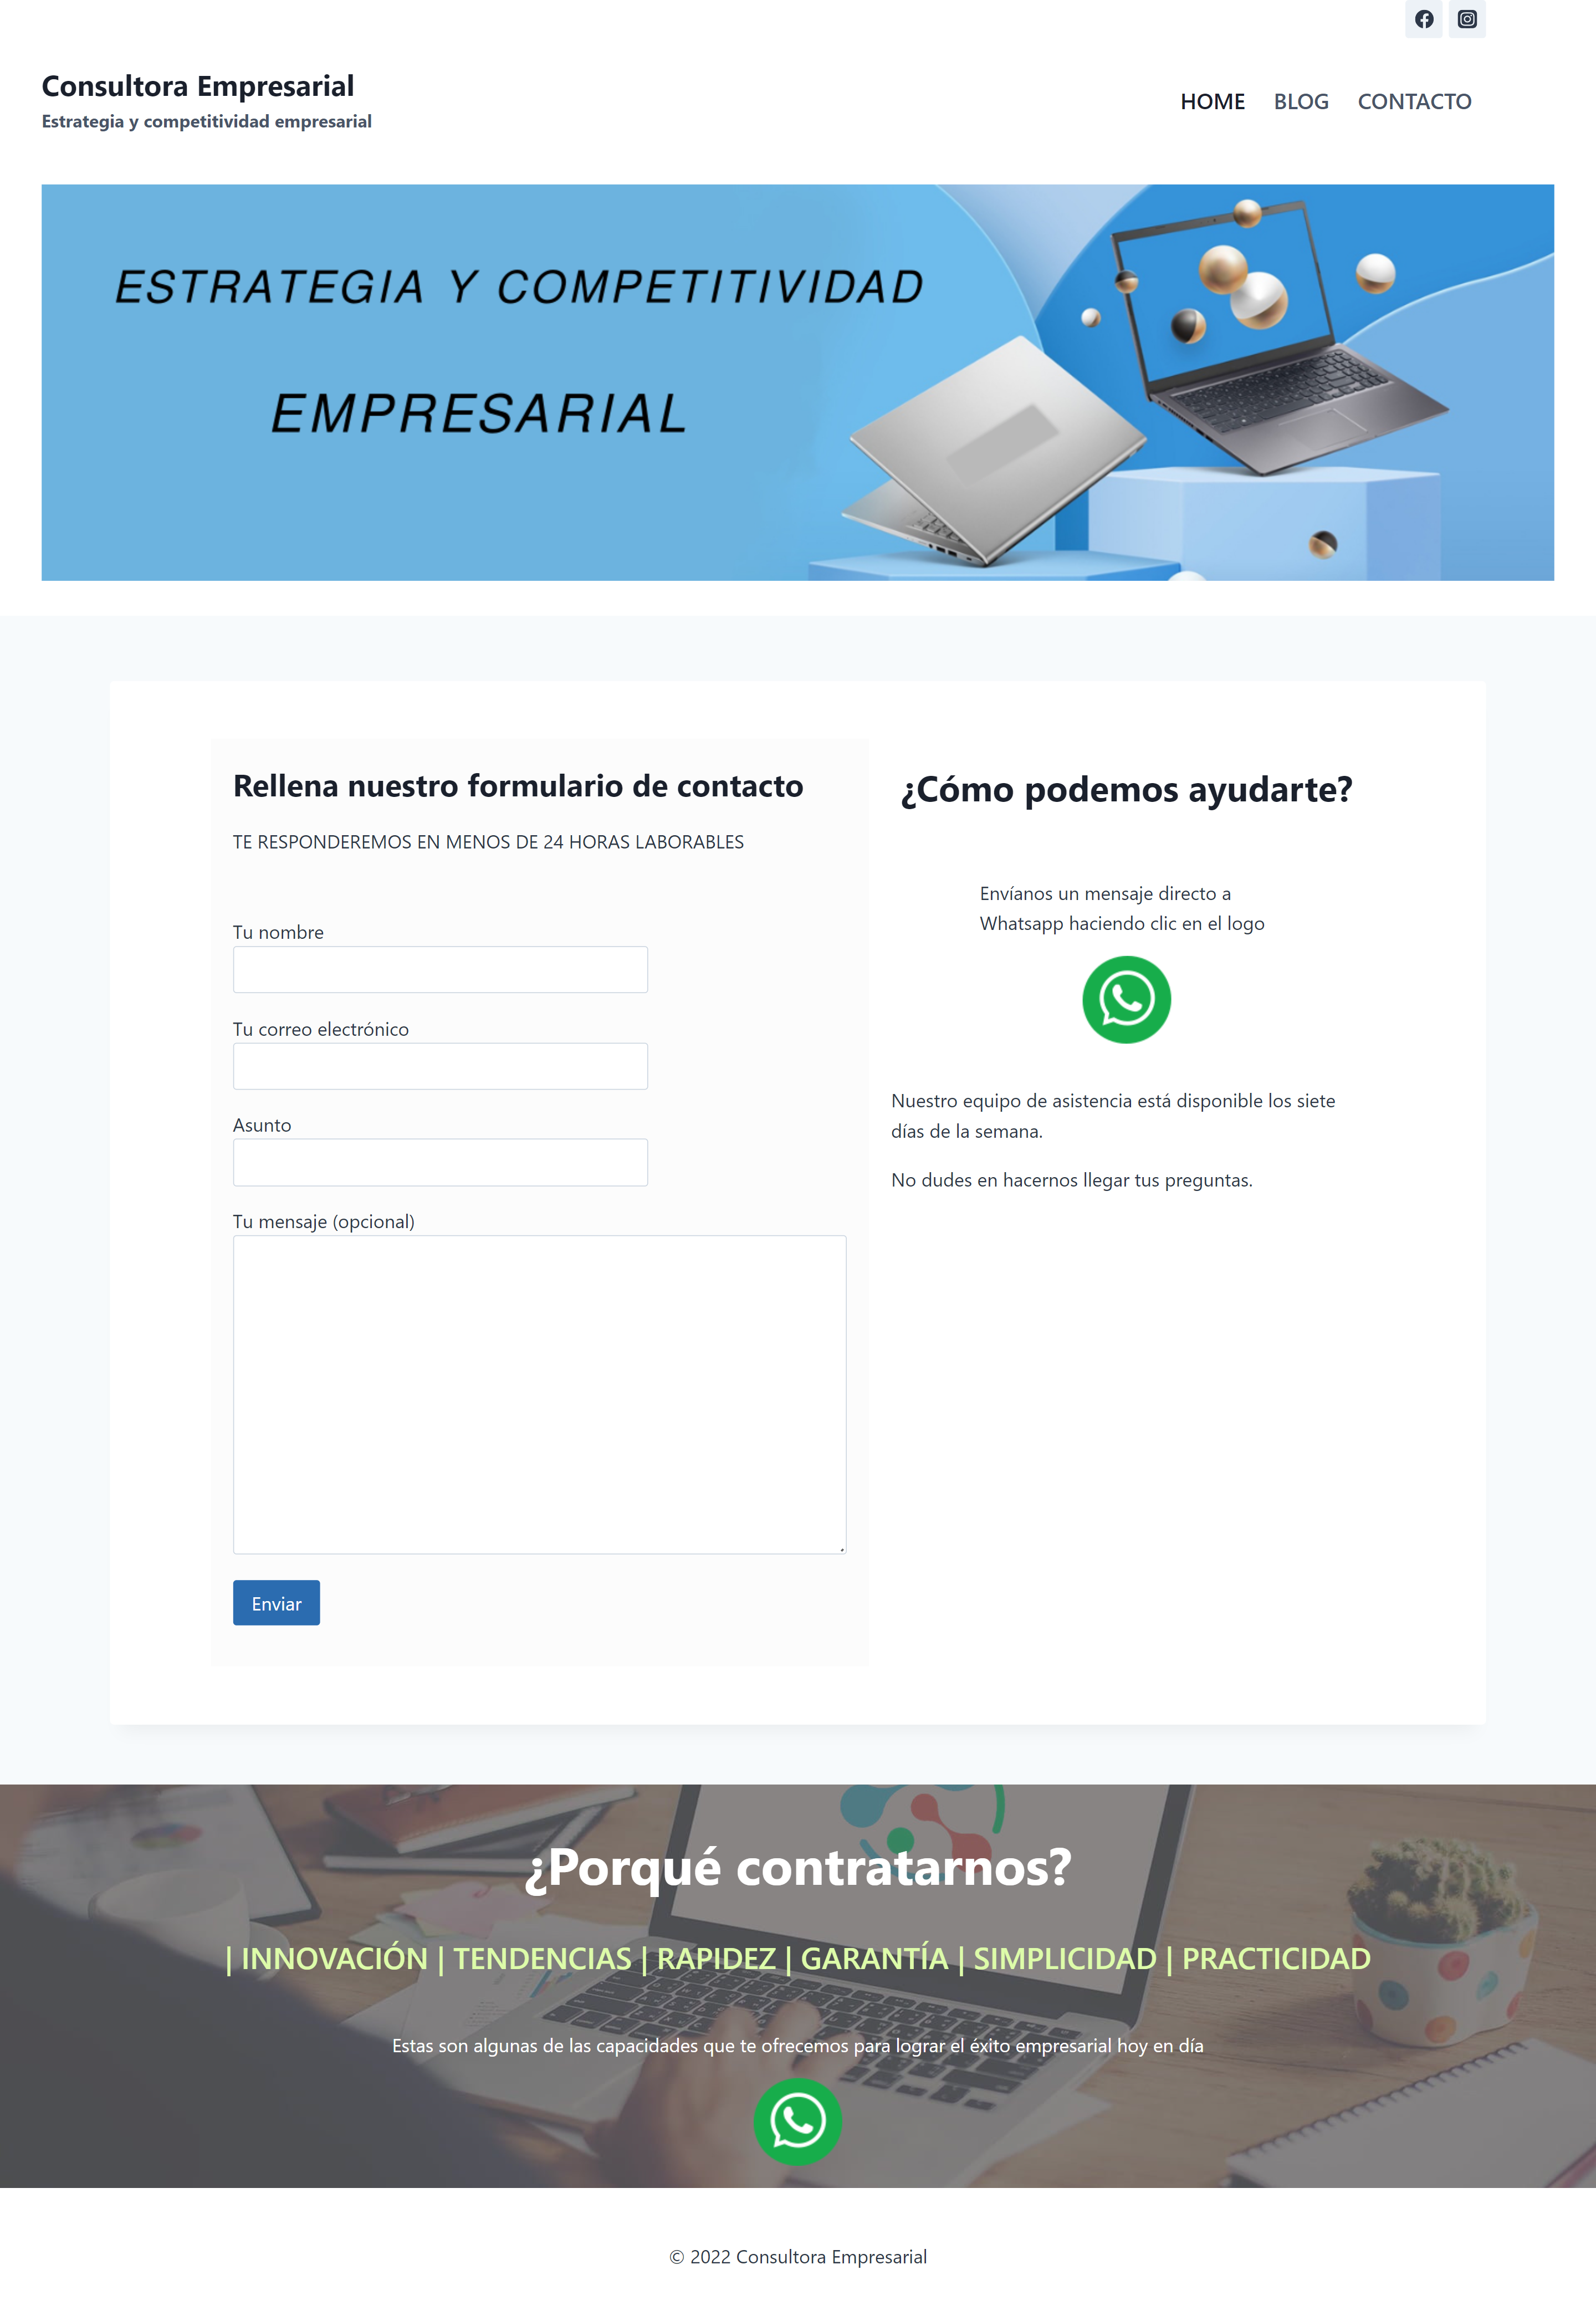 Consultora Empresarial
Estrategia y competitividad empresarial
HOME BLOG CONTACTO
ESTRATEGIA Y COMPETITIVIDAD
EMPRESARIAL
Rellena nuestro formulario de contacto
TE RESPONDEREMOS EN MENOS DE 24 HORAS LABORABLES
Tu nombre
Tu correo electrónico
Asunto
Tu mensaje (opcional)
Enviar
¿Cómo podemos ayudarte?
Envíanos un mensaje directo a
Whatsapp haciendo clic en el logo
Nuestro equipo de asistencia está disponible los siete
días de la semana.
No dudes en hacernos llegar tus preguntas.
¿Porqué contratarnos?
| INNOVACIÓN | TENDENCIAS | RAPIDEZ | GARANTÍA | SIMPLICIDAD | PRACTICIDAD
Estas son algunas de las capacidades que te ofrecemos para lograr el éxito empresarial hoy en día
© 2022 Consultora Empresarial